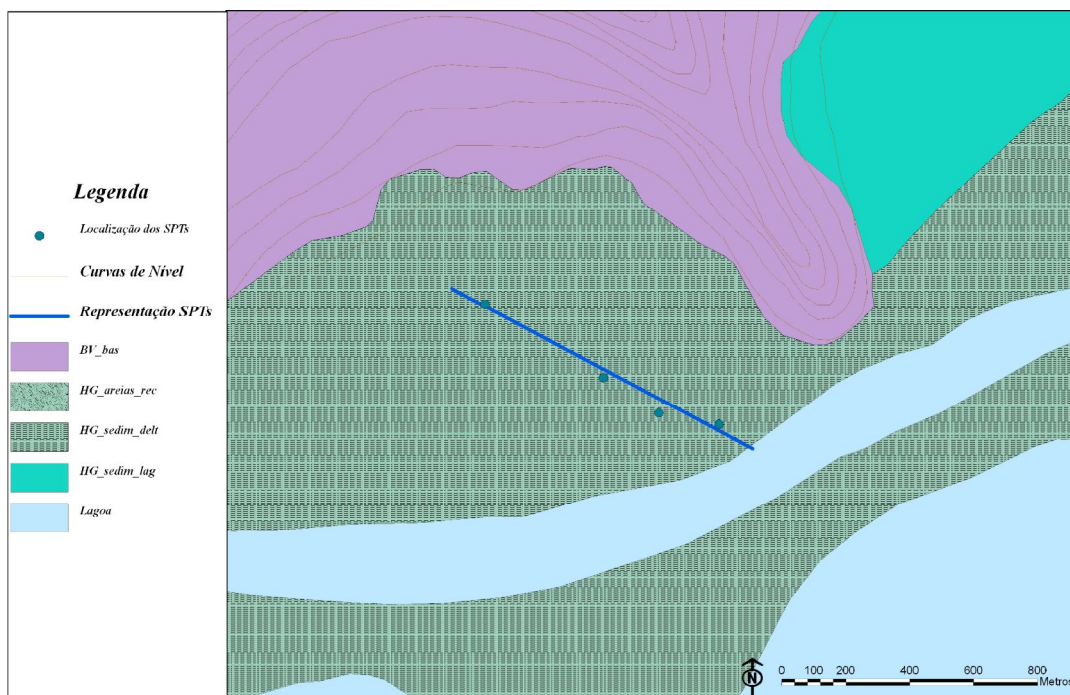 Legenda
Localização dos SPTs
Curvas de Nível
Representação SPTs
BV_bas
HG_areias_rec
HG_sedim_delt
HG_sedim_lag
Lagoa
N
0 100 200 400 600 800
Metros